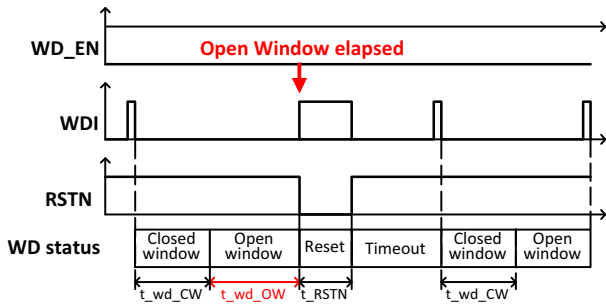 WD_EN
Open Window elapsed
WDI
RSTN
WD status
Closed window
Open window
Reset
Timeout
Closed window
Open window
t_wd_CW
t_wd_OW
t_RSTN
t_wd_CW